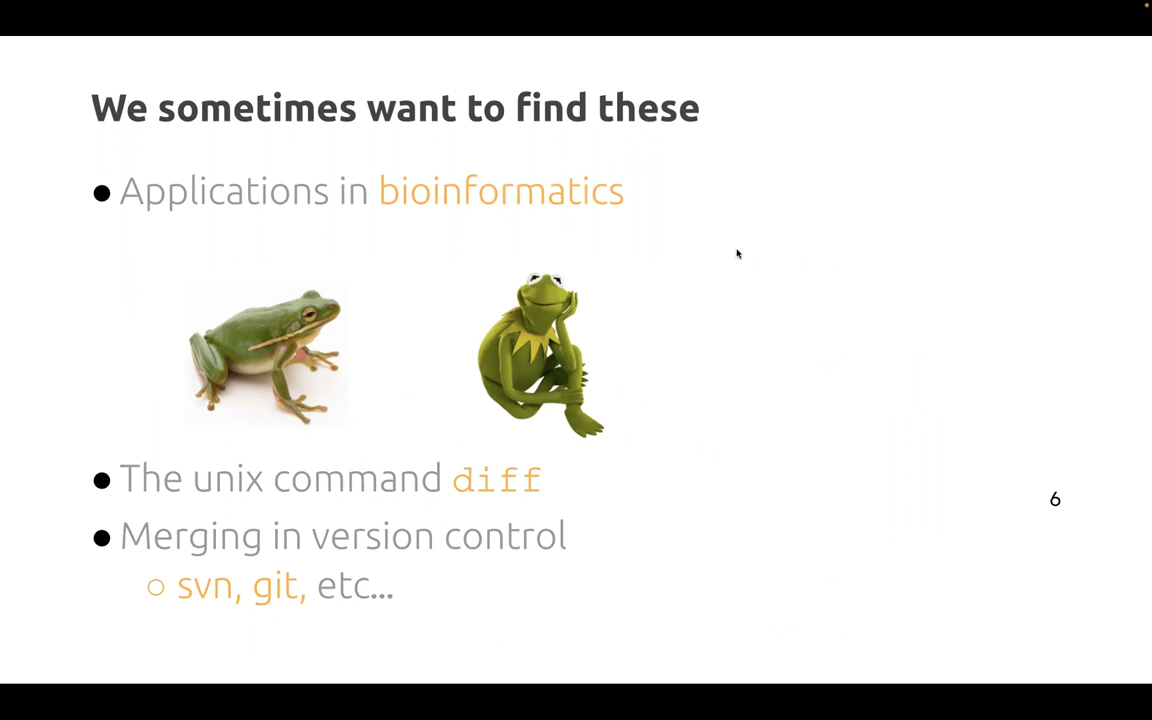 We sometimes want to find these
● Applications in bioinformatics
● The unix command diff
6
● Merging in version control
○ svn, git, etc...